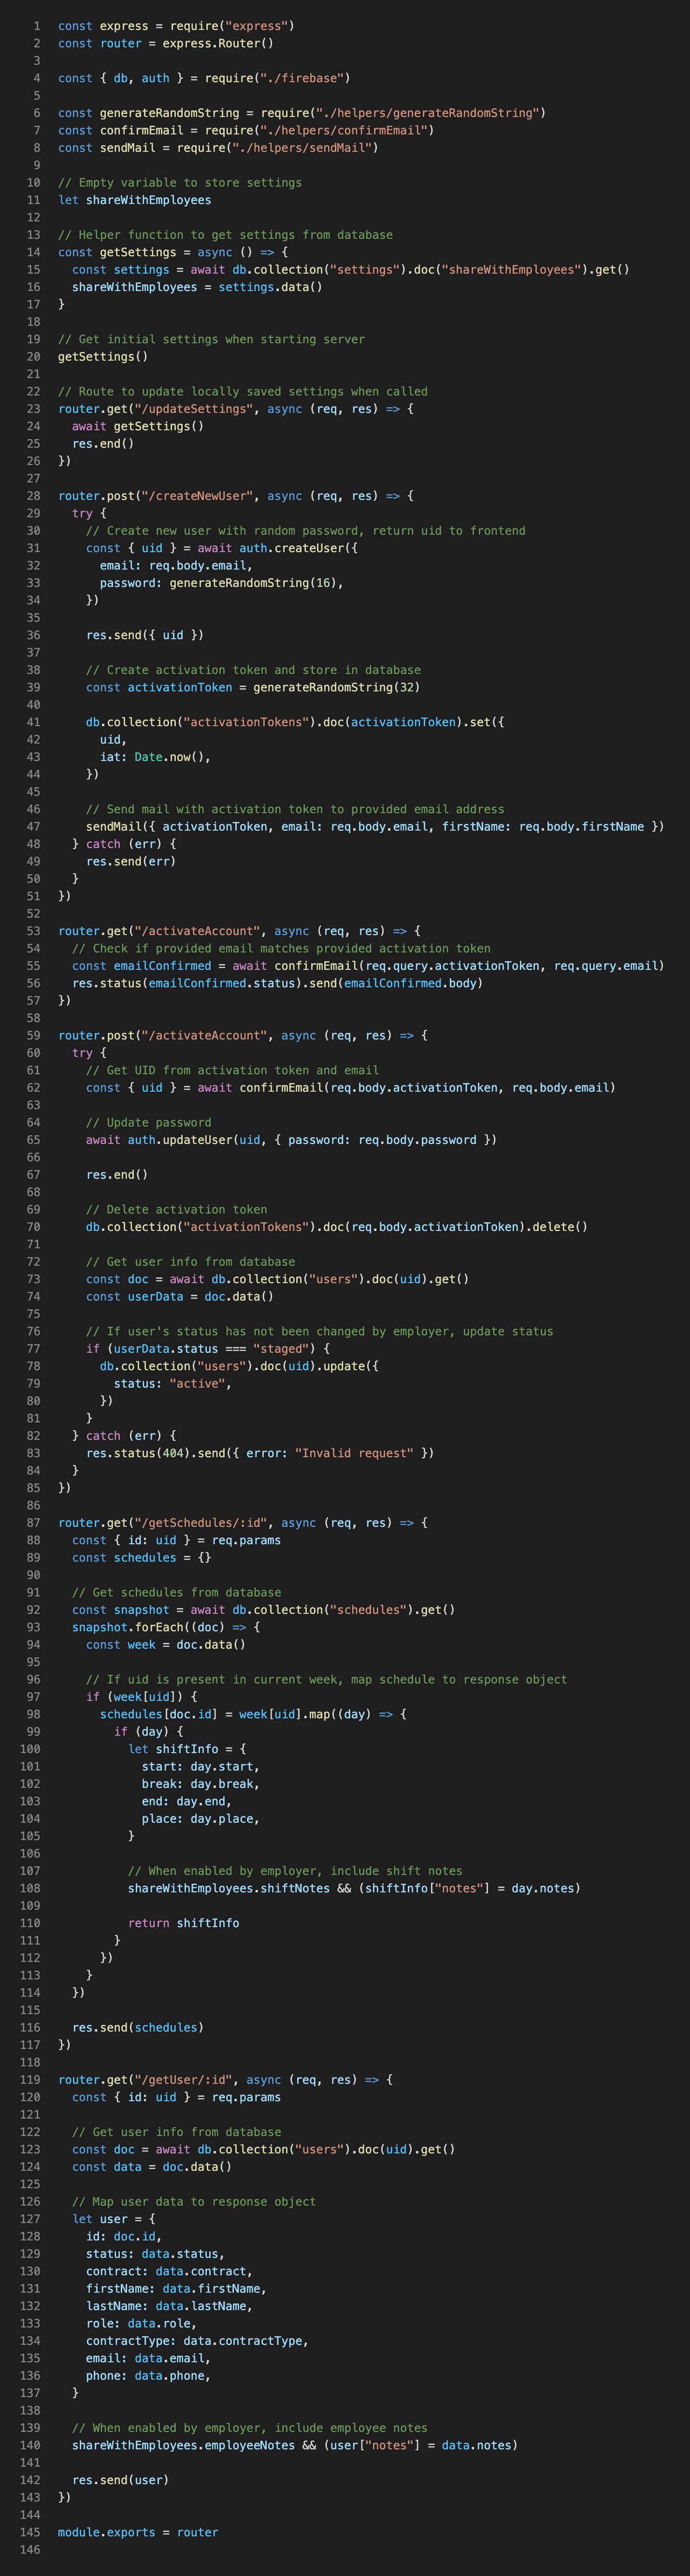 1 const express = require("express")
2 const router = express.Router()
3
4 const { db, auth } = require("./firebase")
5
6 const generateRandomString = require("./helpers/generateRandomString")
7 const confirmEmail = require("./helpers/confirmEmail")
8 const sendMail = require("./helpers/sendMail")
9
10 // Empty variable to store settings
11 let shareWithEmployees
12
13 // Helper function to get settings from database
14 const getSettings = async () => {
15   const settings = await db.collection("settings").doc("shareWithEmployees").get()
16   shareWithEmployees = settings.data()
17 }
18
19 // Get initial settings when starting server
20 getSettings()
21
22 // Route to update locally saved settings when called
23 router.get("/updateSettings", async (req, res) => {
24   await getSettings()
25   res.end()
26 })
27
28 router.post("/createNewUser", async (req, res) => {
29   try {
30     // Create new user with random password, return uid to frontend
31     const { uid } = await auth.createUser({
32       email: req.body.email,
33       password: generateRandomString(16),
34     })
35
36     res.send({ uid })
37
38     // Create activation token and store in database
39     const activationToken = generateRandomString(32)
40
41     db.collection("activationTokens").doc(activationToken).set({
42       uid,
43       iat: Date.now(),
44     })
45
46     // Send mail with activation token to provided email address
47     sendMail({ activationToken, email: req.body.email, firstName: req.body.firstName })
48   } catch (err) {
49     res.send(err)
50   }
51 })
52
53 router.get("/activateAccount", async (req, res) => {
54   // Check if provided email matches provided activation token
55   const emailConfirmed = await confirmEmail(req.query.activationToken, req.query.email)
56   res.status(emailConfirmed.status).send(emailConfirmed.body)
57 })
58
59 router.post("/activateAccount", async (req, res) => {
60   try {
61     // Get UID from activation token and email
62     const { uid } = await confirmEmail(req.body.activationToken, req.body.email)
63
64     // Update password
65     await auth.updateUser(uid, { password: req.body.password })
66
67     res.end()
68
69     // Delete activation token
70     db.collection("activationTokens").doc(req.body.activationToken).delete()
71
72     // Get user info from database
73     const doc = await db.collection("users").doc(uid).get()
74     const userData = doc.data()
75
76     // If user's status has not been changed by employer, update status
77     if (userData.status === "staged") {
78       db.collection("users").doc(uid).update({
79         status: "active",
80       })
81     }
82   } catch (err) {
83     res.status(404).send({ error: "Invalid request" })
84   }
85 })
86
87 router.get("/getSchedules/:id", async (req, res) => {
88   const { id: uid } = req.params
89   const schedules = {}
90
91   // Get schedules from database
92   const snapshot = await db.collection("schedules").get()
93   snapshot.forEach((doc) => {
94     const week = doc.data()
95
96     // If uid is present in current week, map schedule to response object
97     if (week[uid]) {
98       schedules[doc.id] = week[uid].map((day) => {
99         if (day) {
100           let shiftInfo = {
101             start: day.start,
102             break: day.break,
103             end: day.end,
104             place: day.place,
105           }
106
107           // When enabled by employer, include shift notes
108           shareWithEmployees.shiftNotes && (shiftInfo["notes"] = day.notes)
109
110           return shiftInfo
111         }
112       })
113     }
114   })
115
116   res.send(schedules)
117 })
118
119 router.get("/getUser/:id", async (req, res) => {
120   const { id: uid } = req.params
121
122   // Get user info from database
123   const doc = await db.collection("users").doc(uid).get()
124   const data = doc.data()
125
126   // Map user data to response object
127   let user = {
128     id: doc.id,
129     status: data.status,
130     contract: data.contract,
131     firstName: data.firstName,
132     lastName: data.lastName,
133     role: data.role,
134     contractType: data.contractType,
135     email: data.email,
136     phone: data.phone,
137   }
138
139   // When enabled by employer, include employee notes
140   shareWithEmployees.employeeNotes && (user["notes"] = data.notes)
141
142   res.send(user)
143 })
144
145 module.exports = router
146